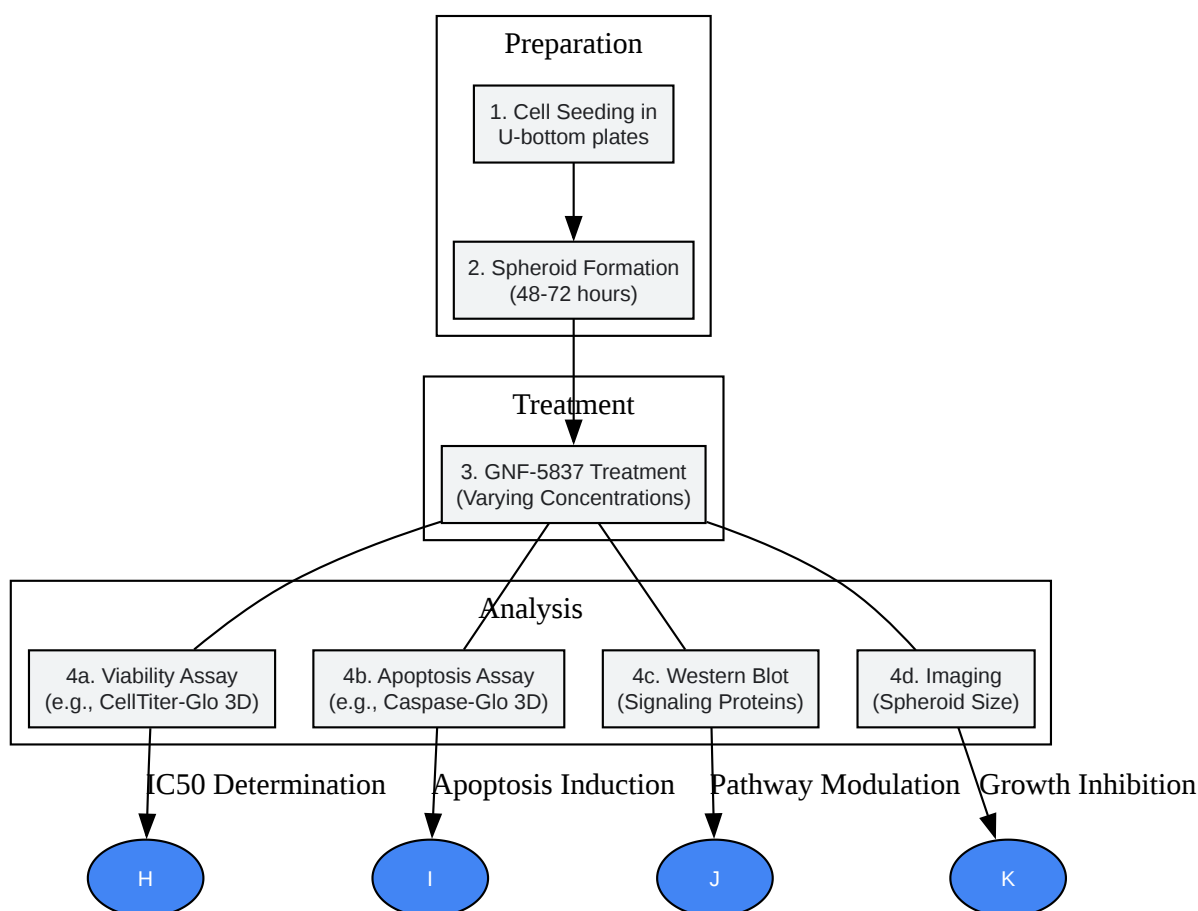 Preparation
1. Cell Seeding in
U-bottom plates
2. Spheroid Formation
(48-72 hours)
Treatment
3. GNF-5837 Treatment
(Varying Concentrations)
Analysis
4a. Viability Assay
(e.g., CellTiter-Glo 3D)
4b. Apoptosis Assay
(e.g., Caspase-Glo 3D)
4c. Western Blot
(Signaling Proteins)
4d. Imaging
(Spheroid Size)
IC50 Determination
Apoptosis Induction
Pathway Modulation
Growth Inhibition
H
I
J
K